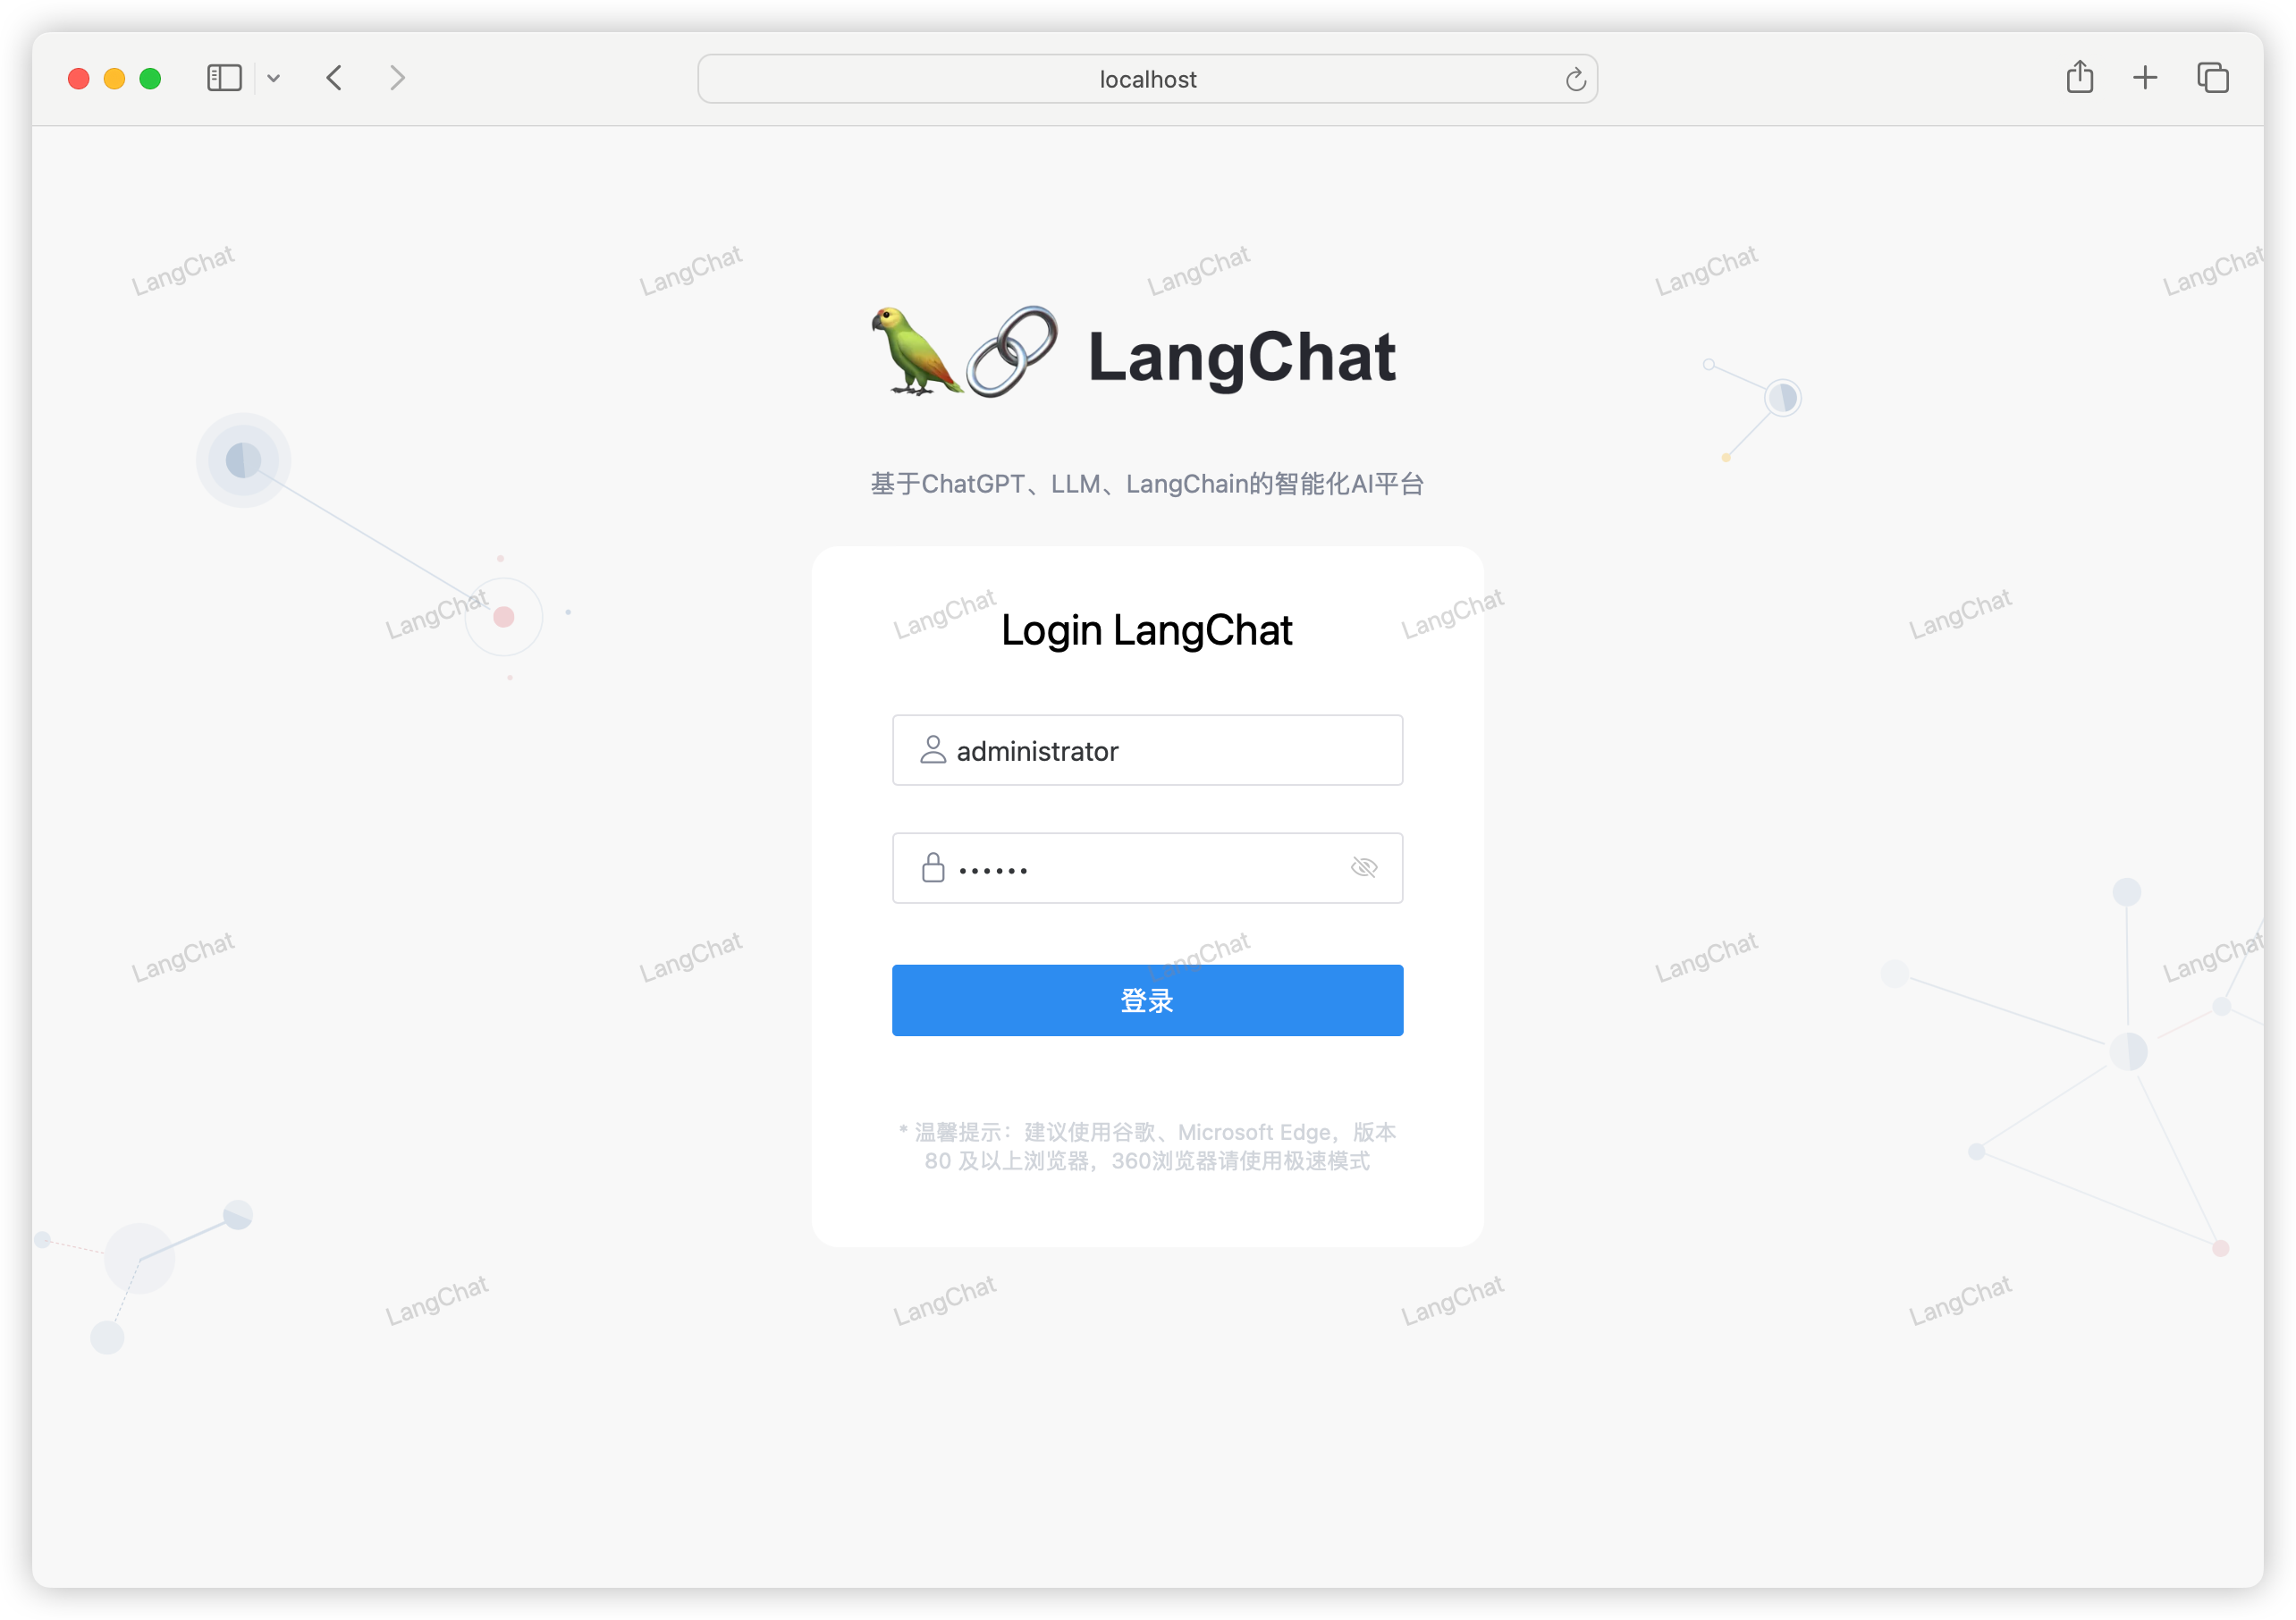 localhost
LangChat LangChat LangChat LangChat LangChat
LangChat
基于ChatGPT、LLM、LangChain的智能化AI平台
LangChat LangChat LangChat LangChat
Login LangChat
administrator
LangChat LangChat LangChat LangChat LangChat
登录
* 温馨提示：建议使用谷歌、Microsoft Edge，版本
80 及以上浏览器，360浏览器请使用极速模式
LangChat LangChat LangChat LangChat